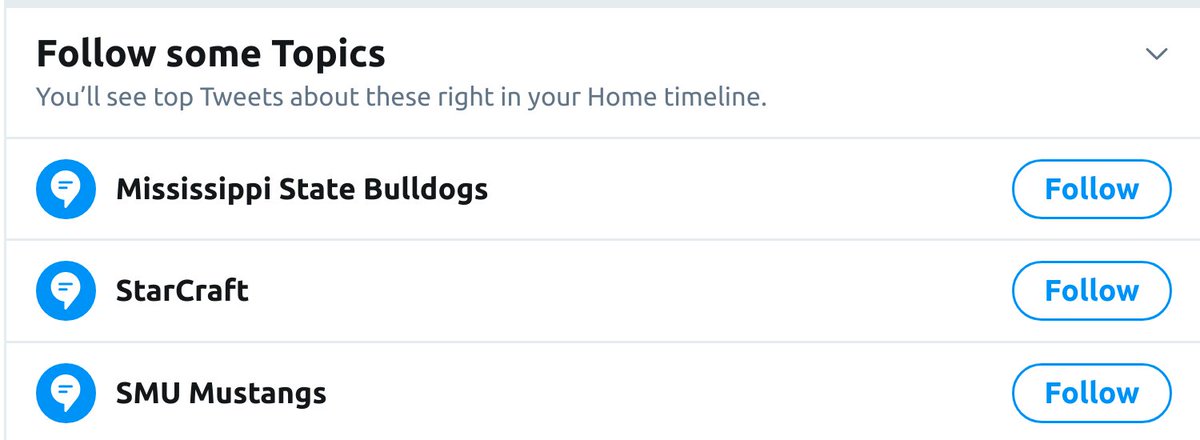 Follow some Topics
You’ll see top Tweets about these right in your Home timeline.
Mississippi State Bulldogs Follow
StarCraft Follow
SMU Mustangs Follow